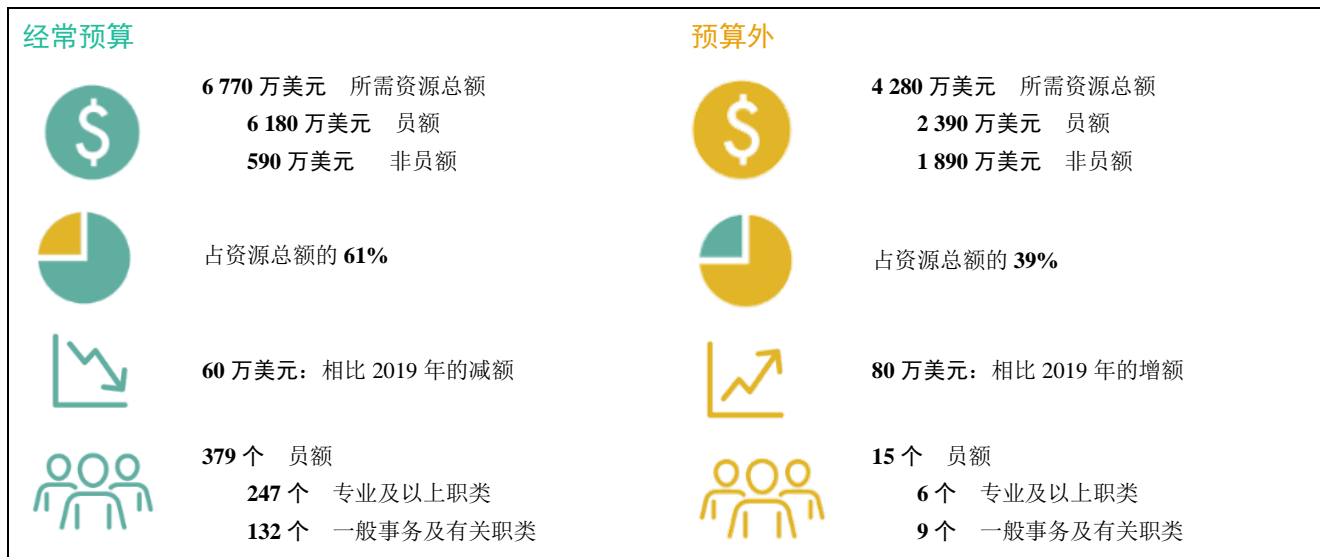 经常预算
6 770 万美元 所需资源总额
6 180 万美元 员额
590 万美元 非员额
占资源总额的 61%
60 万美元：相比 2019 年的减额
379 个 员额
247 个 专业及以上职类
132 个 一般事务及有关职类
预算外
4 280 万美元 所需资源总额
2 390 万美元 员额
1 890 万美元 非员额
占资源总额的 39%
80 万美元：相比 2019 年的增额
15 个 员额
6 个 专业及以上职类
9 个 一般事务及有关职类